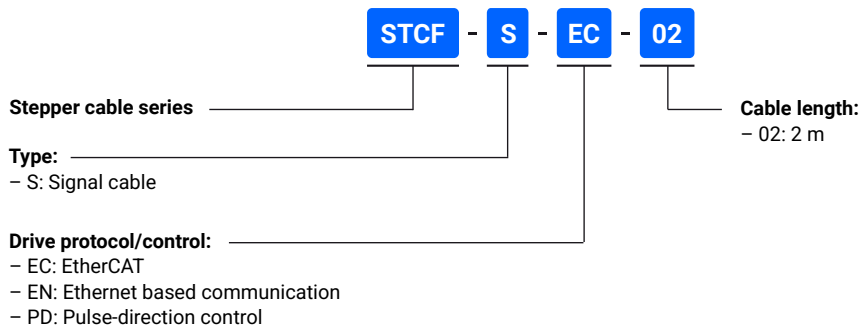 STCF - S - EC - 02
Stepper cable series
Cable length:
– 02: 2 m
Type:
– S: Signal cable
Drive protocol/control:
– EC: EtherCAT
– EN: Ethernet based communication
– PD: Pulse-direction control